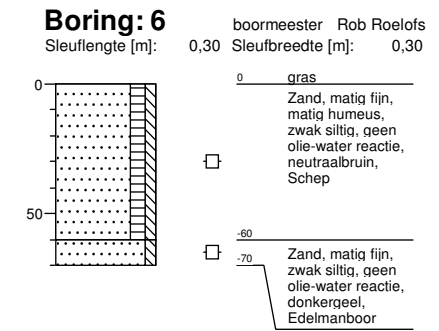 Boring: 6
boormeester Rob Roelofs
Sleuflengte [m]: 0,30 Sleufbreedte [m]: 0,30
0
0 gras
Zand, matig fijn,
matig humeus,
zwak siltig, geen
olie-water reactie,
neutraalbruin,
Schep
50
-60
Zand, matig fijn,
zwak siltig, geen
olie-water reactie,
donkergeel,
Edelmanboor
-70